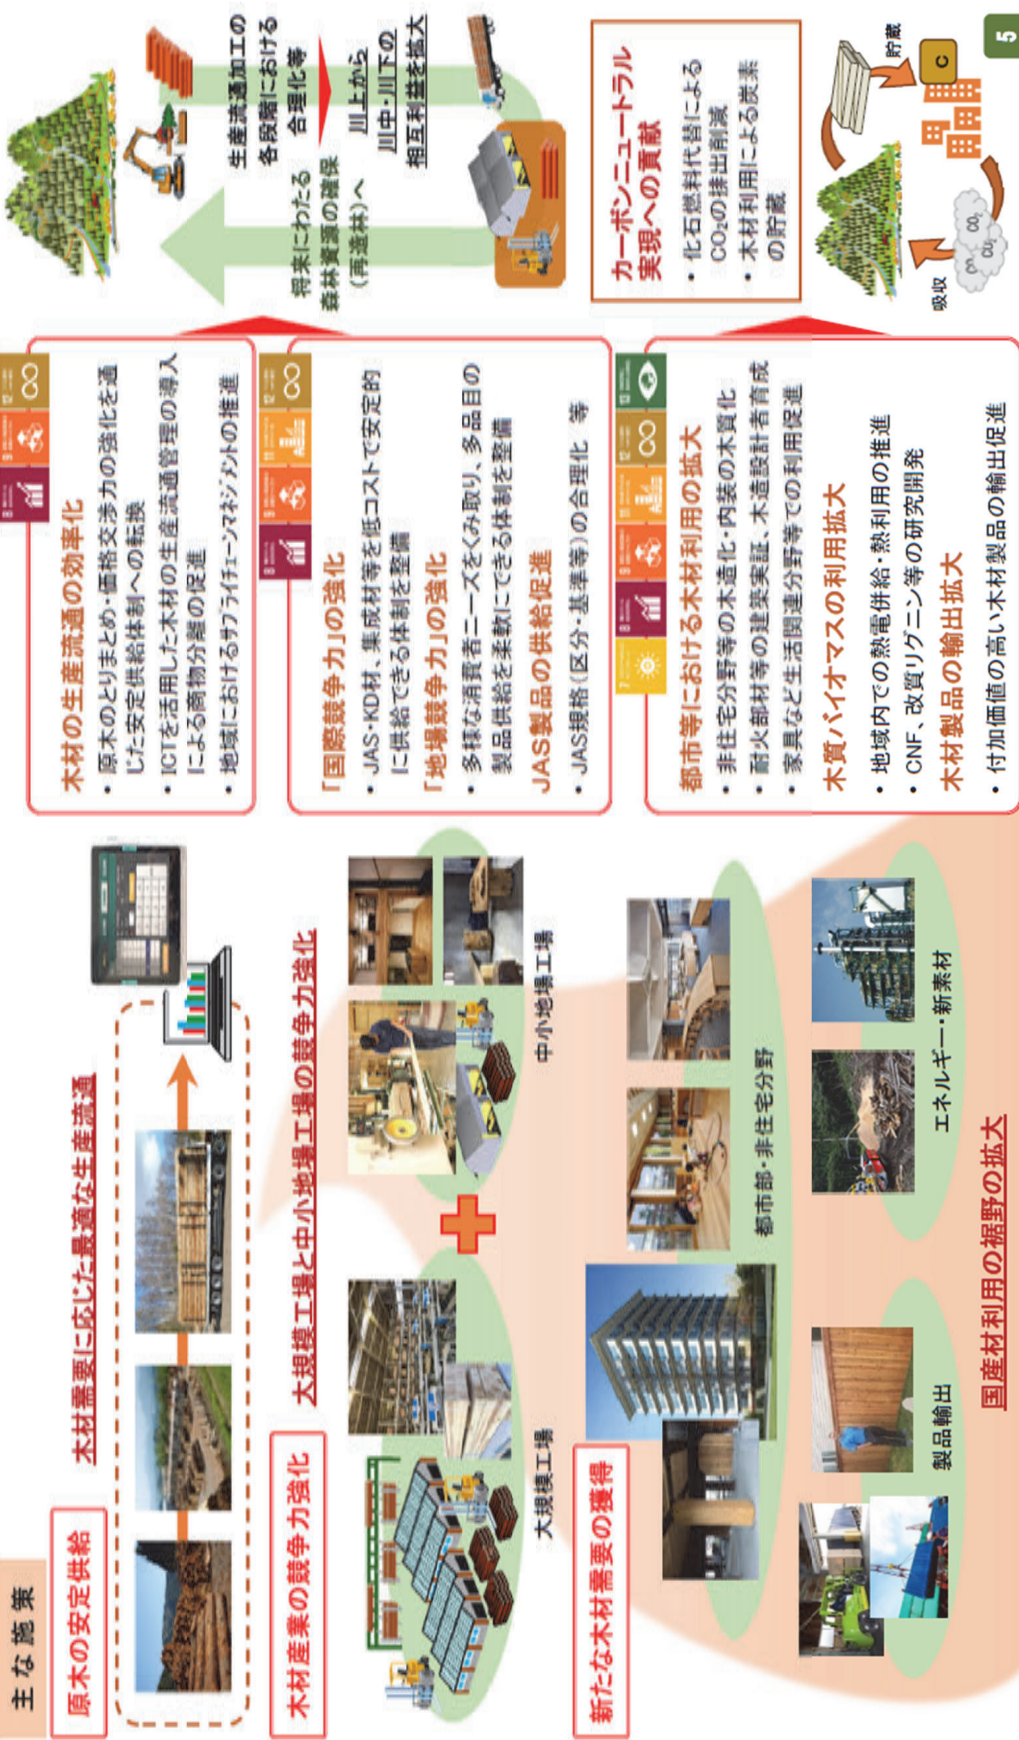 主な施策
原木の安定供給
木材需要に応じた最適な生産流通
木材の生産流通の効率化
• 原木のとりまとめ・価格交渉力の強化を通
じた安定供給体制への転換
• ICTを活用した木材の生産流通管理の導入
による商物分離の促進
• 地域におけるサプライチェーンマネジメントの推進
木材産業の競争力強化
大規模工場と中小地場工場の競争力強化
大規模工場
中小地場工場
「国際競争力」の強化
• JAS・KD材、集成材等を低コストで安定的
に供給できる体制を整備
「地場競争力」の強化
• 多様な消費者ニーズをくみ取り、多品目の
製品供給を柔軟にできる体制を整備
JAS製品の供給促進
• JAS規格(区分・基準等)の合理化 等
生産流通加工の
各段階における
合理化等
川上から
川中・川下の
相互利益を拡大
将来にわたる
森林資源の確保
(再造林)へ
新たな木材需要の獲得
都市部・非住宅分野
製品輸出
エネルギー・新素材
国産材利用の裾野の拡大
7
8
9
11
12
13
都市等における木材利用の拡大
• 非住宅分野等の木造化・内装の木質化
• 耐火部材等の建築実証、木造設計者育成
• 家具など生活関連分野等での利用促進
木質バイオマスの利用拡大
• 地域内での熱電併給・熱利用の推進
• CNF、改質リグニン等の研究開発
木材製品の輸出拡大
• 付加価値の高い木材製品の輸出促進
カーボンニュートラル
実現への貢献
• 化石燃料代替による
CO₂の排出削減
• 木材利用による炭素
の貯蔵
貯蔵
C
吸収
CO₂
CO₂
5